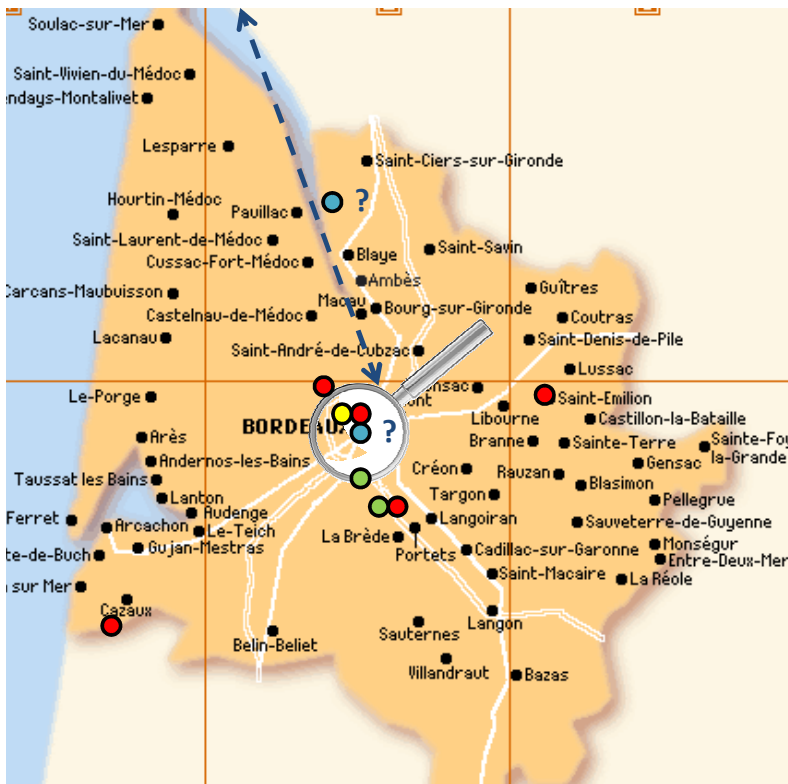 Soulac-sur-Mer
Saint-Vivien-du-Médoc
endays-Montalivet
Lesparre
Saint-Ciers-sur-Gironde
Hourtin-Médoc
Pauillac
?
Saint-Laurent-de-Médoc
Saint-Savin
Cussac-Fort-Médoc
Blaye
Ambès
Guîtres
Carcans-Maubuisson
Macau
Bourg-sur-Gironde
Castelnau-de-Médoc
Coutras
Lacanau
Saint-Denis-de-Pile
Saint-André-de-Cubzac
Lussac
Le-Porge
onsac
ont
Saint-Emilion
Libourne
Castillon-la-Bataille
BORDEAUX
?
Arès
Branne
Sainte-Terre
Sainte-Foy
la-Grande
Andernos-les-Bains
Créon
Rauzan
Gensac
Taussat les Bains
Blasimon
Lanton
Targon
Pellegrue
Audenge
Ferret
Arcachon
Le-Teich
Langoiran
Sauveterre-de-Guyenne
La Brède
Portets
Gujan-Mestras
Cadillac-sur-Garonne
Monségur
te-de-Buch
Entre-Deux-Mer
Saint-Macaire
La Réole
sur Mer
Cazaux
Langon
Sauternes
Belin-Beliet
Villandraut
Bazas